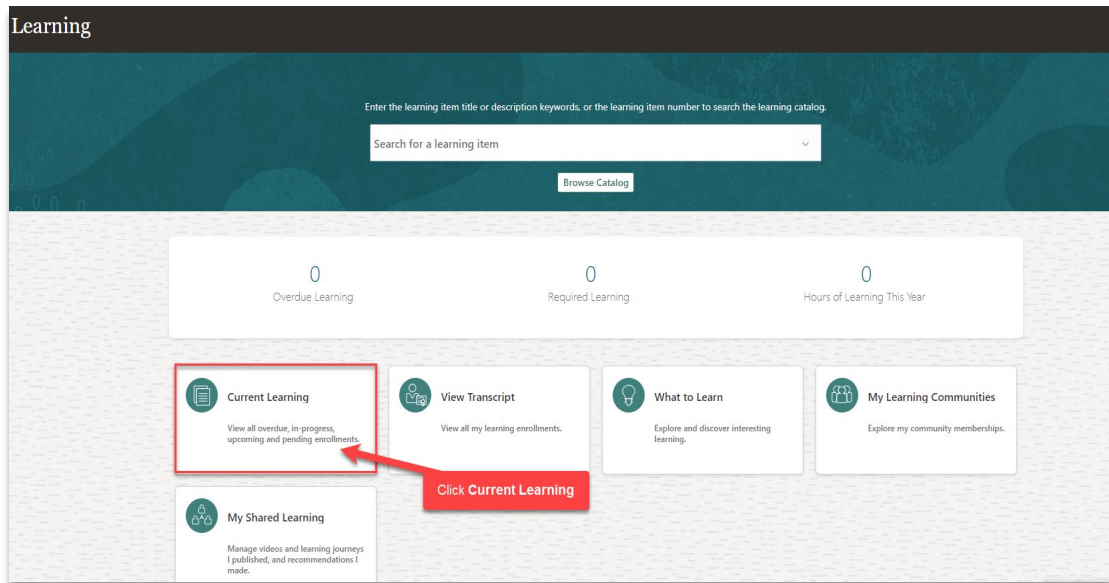 Learning
Enter the learning item title or description keywords, or the learning item number to search the learning catalog.
Search for a learning item
Browse Catalog
0
Overdue Learning
0
Required Learning
0
Hours of Learning This Year
Current Learning
View all overdue, in-progress,
upcoming and pending enrollments.
View Transcript
View all my learning enrollments.
What to Learn
Explore and discover interesting
learning.
My Learning Communities
Explore my community memberships.
Click Current Learning
My Shared Learning
Manage videos and learning journeys
I published, and recommendations I
made.